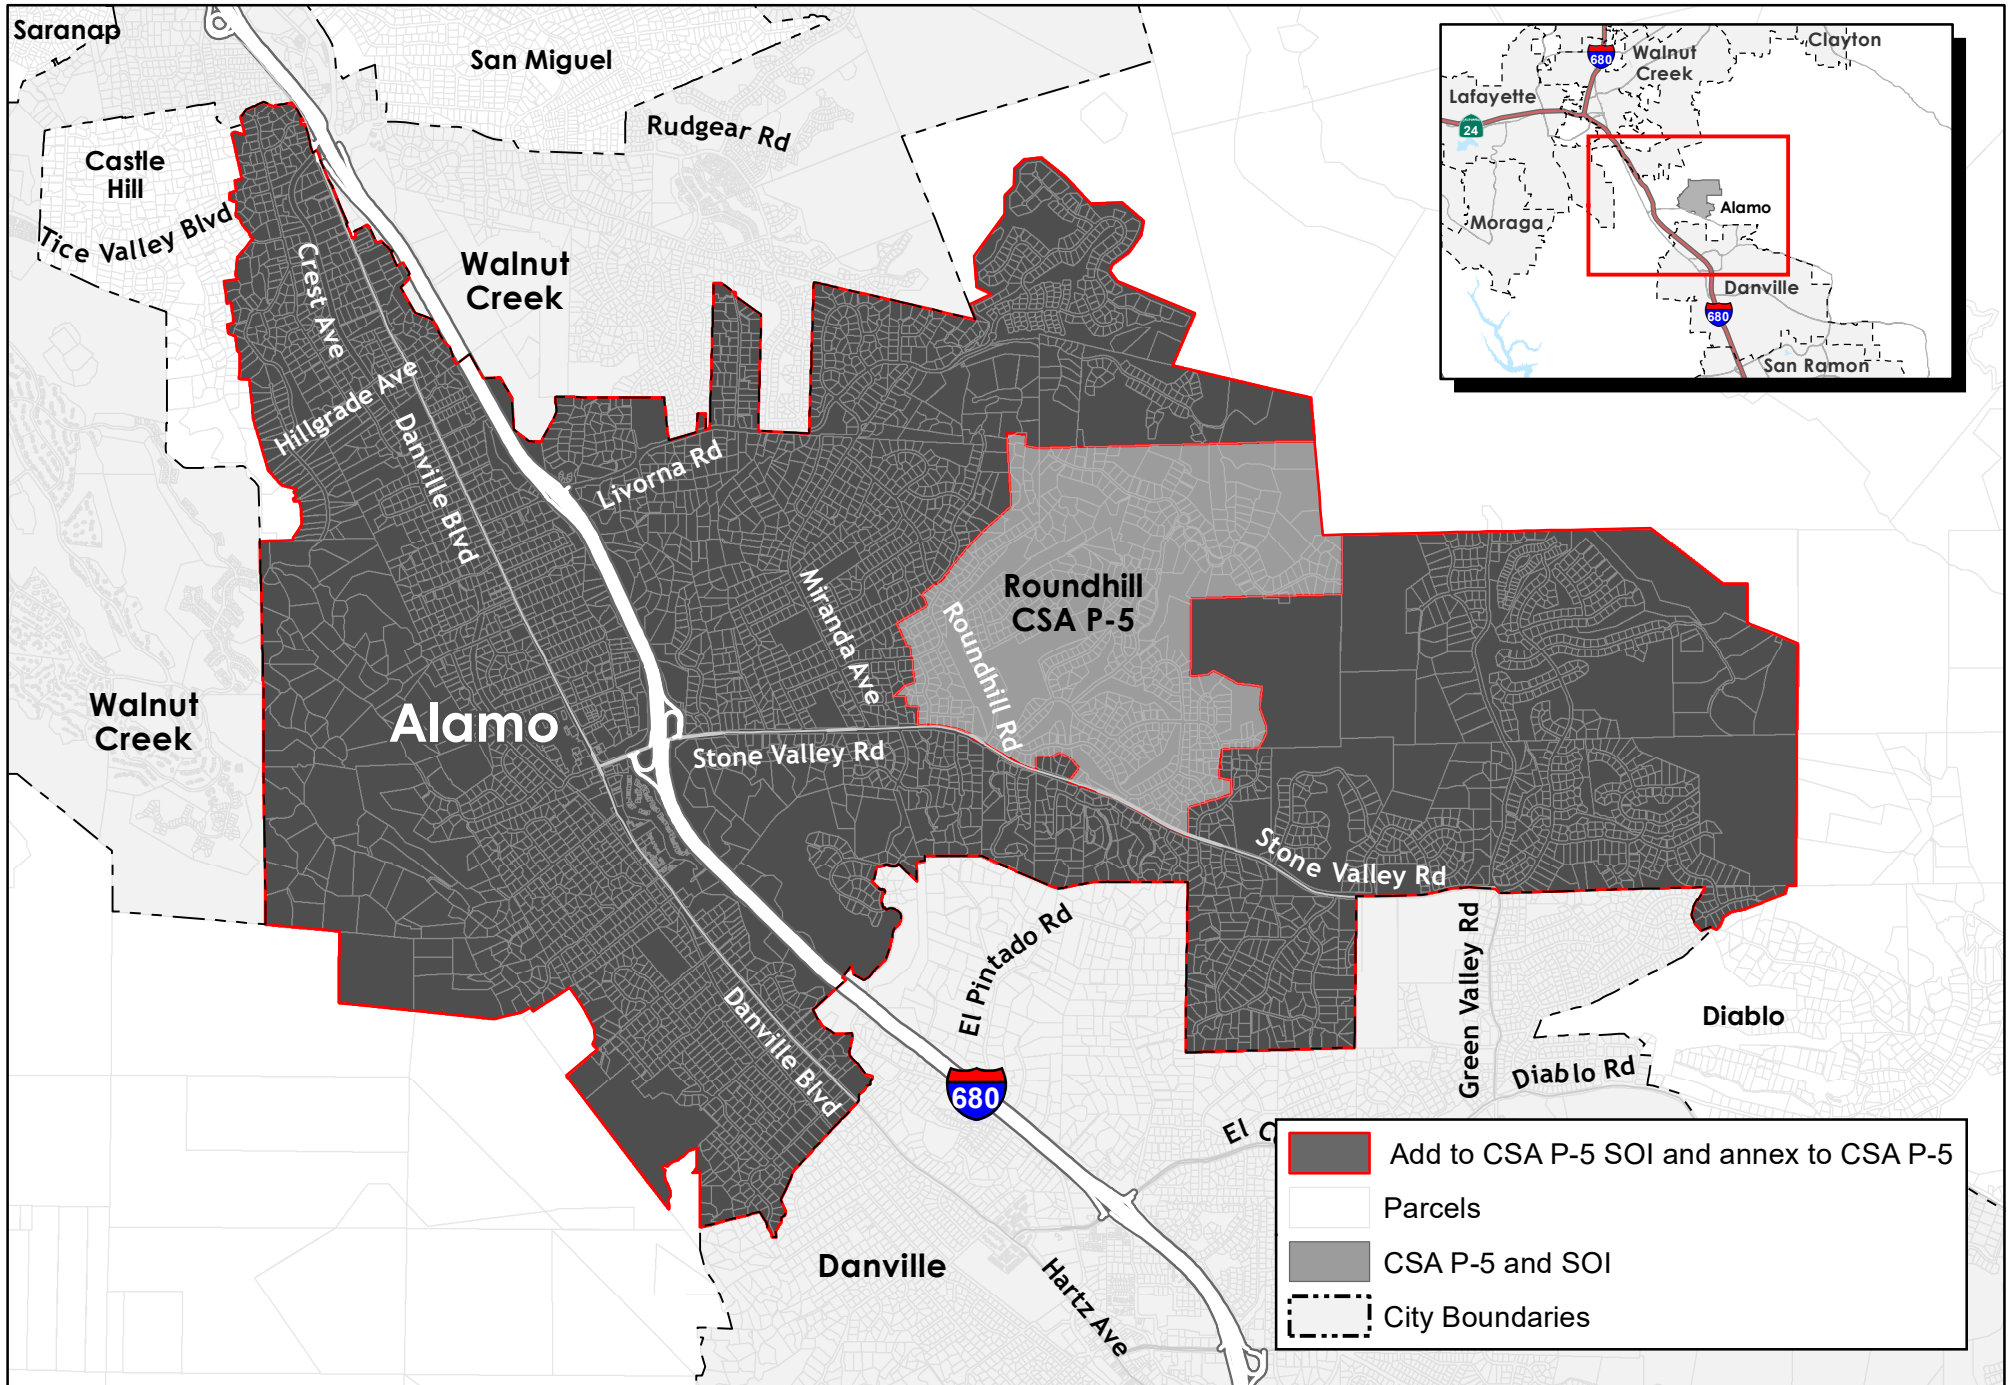 Saranap
San Miguel
Rudgear Rd
Castle
Hill
Tice Valley Blvd
Crest Ave
Walnut
Creek
Hillgrade Ave
Danville Blvd
Livorna Rd
Miranda Ave
Roundhill
CSA P-5
Roundhill Rd
Walnut
Creek
Alamo
Stone Valley Rd
Stone Valley Rd
El Pintado Rd
Green Valley Rd
Diablo
Diablo Rd
Danville Blvd
680
El C
Danville
Hartz Ave
680
Walnut
Creek
Clayton
Lafayette
24
Moraga
Alamo
Danville
680
San Ramon
Add to CSA P-5 SOI and annex to CSA P-5
Parcels
CSA P-5 and SOI
City Boundaries